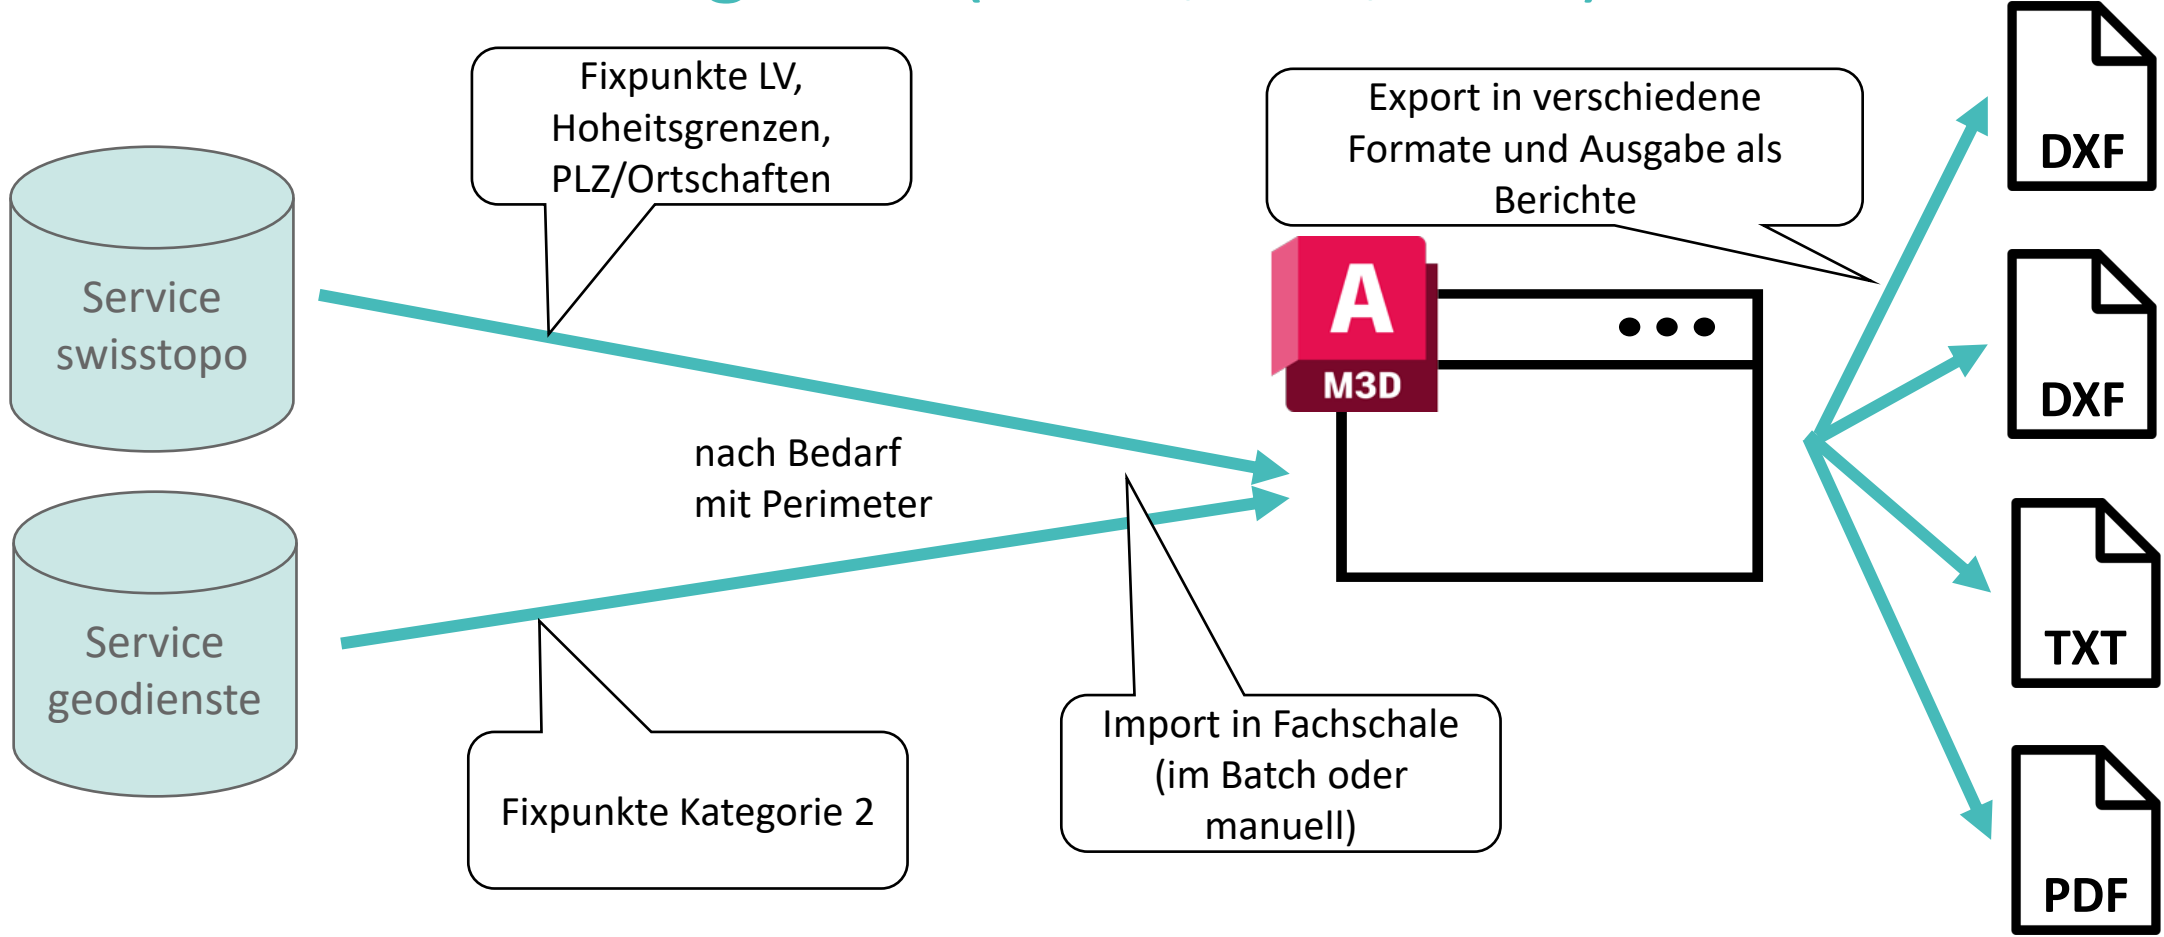 Fixpunkte LV,
Hoheitsgrenzen,
PLZ/Ortschaften
Export in verschiedene
Formate und Ausgabe als
Berichte
DXF
Service
swisstopo
A
M3D
DXF
nach Bedarf
mit Perimeter
Service
geodienste
TXT
Import in Fachschale
(im Batch oder
manuell)
Fixpunkte Kategorie 2
PDF